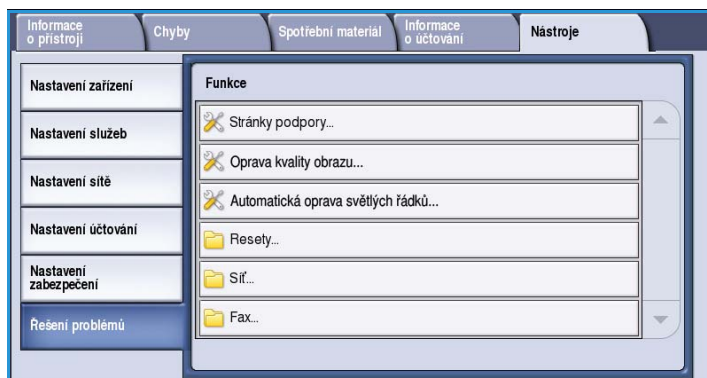 Informace
o přístroji
Chyby
Spotřební materiál
Informace
o účtování
Nástroje
Nastavení zařízení
Nastavení služeb
Nastavení sítě
Nastavení účtování
Nastavení
zabezpečení
Řešení problémů
Funkce
Stránky podpory...
Oprava kvality obrazu...
Automatická oprava světlých řádků...
Resety...
Síť...
Fax...